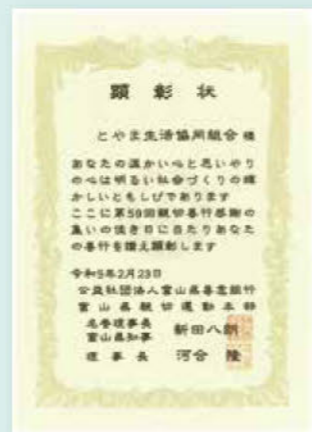 顕彰状
とやま生活協同組合 様
あなたの温かい心と思いやり
の心は明るい社会づくりの輝
かしいともしびであります
ここに第59回親切善行感謝の
集いの佳き日に当たりあなた
の善行を讃え顕彰します
令和5年2月23日
公益社団法人富山県善意銀行
富山県親切運動本部
名誉理事長
富山県知事 新田八朗
理事長 河合 隆